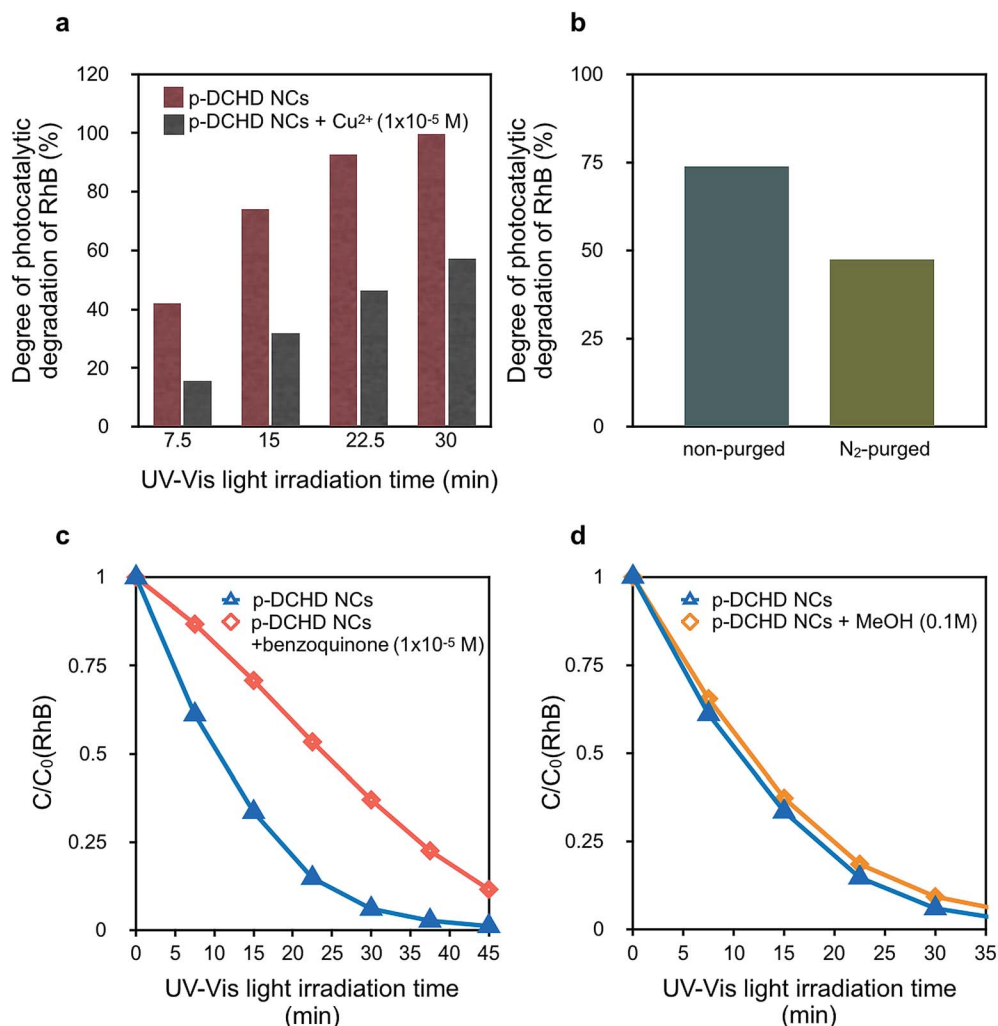 a
120
100
80
60
40
20
0
Degree of photocatalytic
degradation of RhB (%)
p-DCHD NCs
p-DCHD NCs + Cu²⁺ (1x10⁻⁵ M)
7.5 15 22.5 30
UV-Vis light irradiation time (min)
b
100
75
50
25
0
Degree of photocatalytic
degradation of RhB (%)
non-purged N₂-purged
c
1
0.75
0.5
0.25
0
C/C₀(RhB)
p-DCHD NCs
p-DCHD NCs
+benzoquinone (1x10⁻⁵ M)
0 5 10 15 20 25 30 35 40 45
UV-Vis light irradiation time
(min)
d
1
0.75
0.5
0.25
0
C/C₀(RhB)
p-DCHD NCs
p-DCHD NCs + MeOH (0.1M)
0 5 10 15 20 25 30 35
UV-Vis light irradiation time
(min)